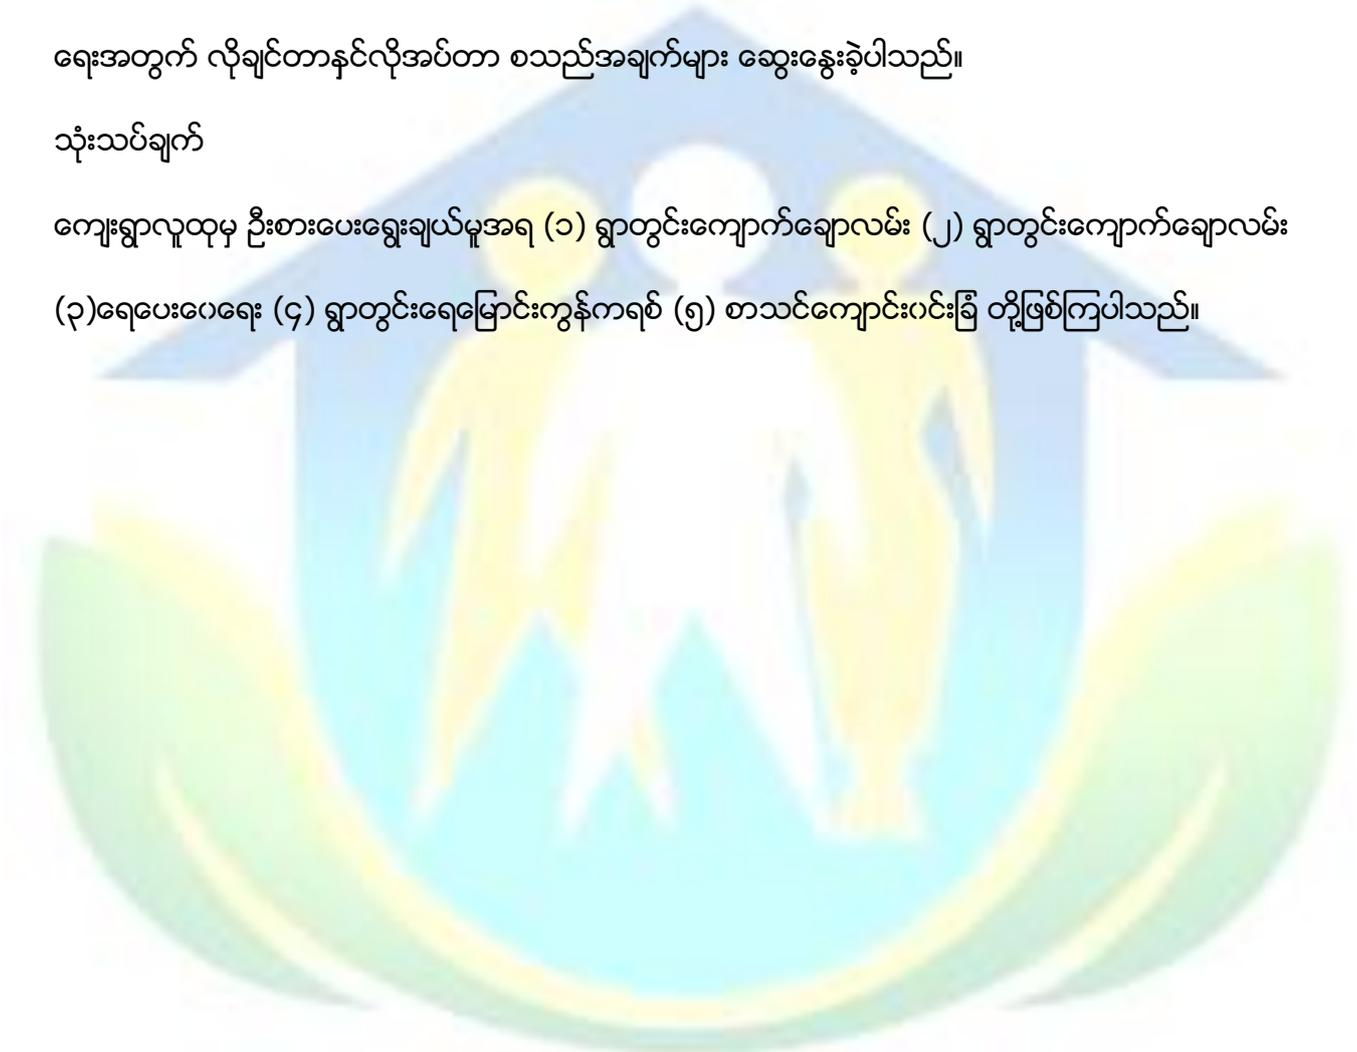 ရေးအတွက် လိုချင်တာနှင်လိုအပ်တာ စသည်အချက်များ ဆွေးနွေးခဲ့ပါသည်။
သုံးသပ်ချက်
ကျေးရွာလူထုမှ ဦးစားပေးရွေးချယ်မူအရ (၁) ရွာတွင်းကျောက်ချောလမ်း (၂) ရွာတွင်းကျောက်ချောလမ်း
(၃)ရေပေးဝေရေး (၄) ရွာတွင်းရေမြောင်းကွန်ကရစ် (၅) စာသင်ကျောင်းဝင်းခြံ တို့ဖြစ်ကြပါသည်။